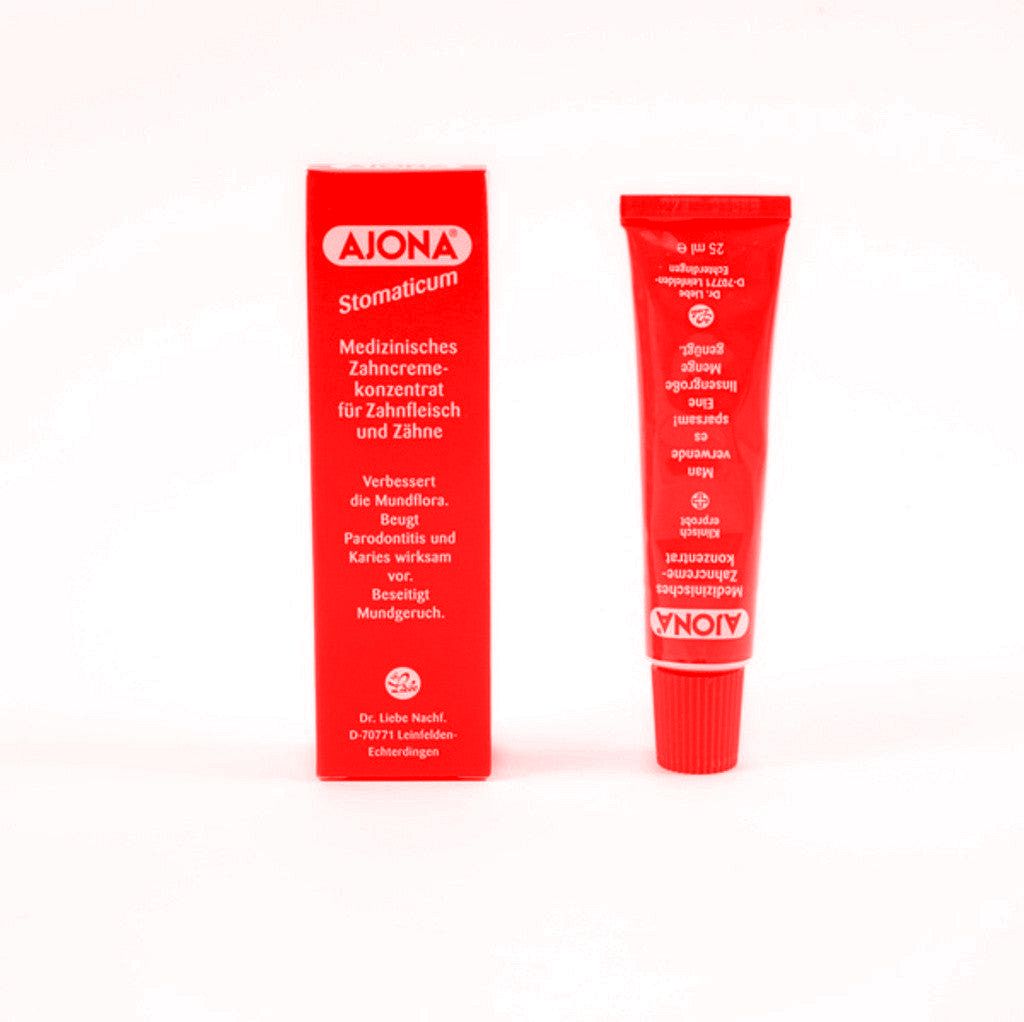 AJONA®
Stomaticum
Medizinisches
Zahncreme-
konzentrat
für Zahnfleisch
und Zähne
Verbessert
die Mundflora.
Beugt
Parodontitis und
Karies wirksam
vor.
Beseitigt
Mundgeruch.
Dr. Liebe Nachf.
D-70771 Leinfelden-
Echterdingen
AJONA®
Medizinisches
Zahncreme-
konzentrat
Klinisch
erprobt
Man
verwende
es
sparsam!
Eine
linsengroße
Menge
genügt.
Dr. Liebe
D-70771 Leinfelden-
Echterdingen
25 ml ℮